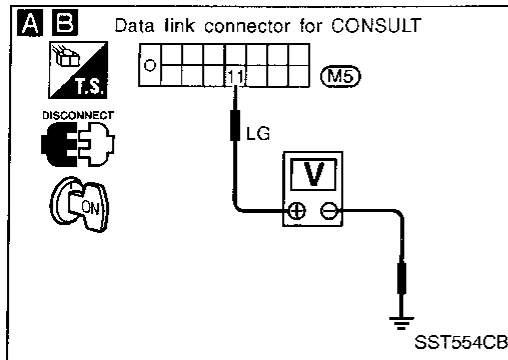 A B Data link connector for CONSULT
11
M5
T.S.
DISCONNECT
LG
ON
V
⊕ ⊖
SST554CB